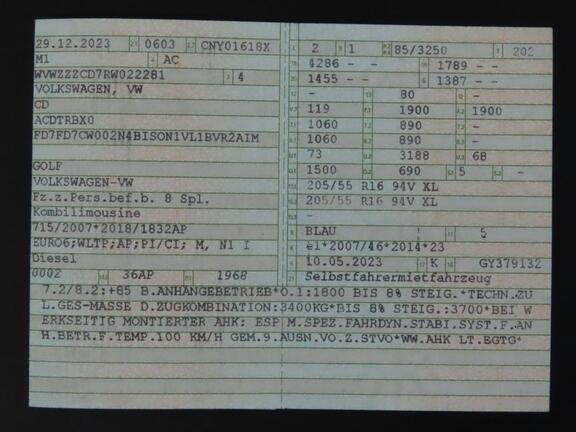 29.12.2023 0603 CNY01618X
M1 AC
WVWZZZCD7RW022281 4
VOLKSWAGEN, VW
CD
ACDTRBX0
FD7FD7CW002N4BISON1VL1BVR2AIM
GOLF
VOLKSWAGEN-VW
Fz.z.Pers.bef.b. 8 Spl.
Kombilimousine
715/2007*2018/1832AP
EURO6;WLTP;AP;PI/CI; M, N1 I
Diesel
0002 36AP 1968
2 1 85/3250 202
4286 - - 1789 - -
1455 - - 1387 - -
- 80 -
119 1900 1900
1060 890 -
1060 890 -
73 3188 68
1500 690 5 -
205/55 R16 94V XL
205/55 R16 94V XL
-
BLAU 5
e1*2007/46*2014*23
10.05.2023 K GY379132
Selbstfahrermietfahrzeug
7.2/8.2:+85 B.ANHÄNGEBETRIEB*O.1:1800 BIS 8% STEIG.*TECHN.ZU
L.GES-MASSE D.ZUGKOMBINATION:3400KG*BIS 8% STEIG.:3700*BEI W
ERKSEITIG MONTIERTER AHK: ESP M.SPEZ.FAHRDYN.STABI.SYST.F.AN
H.BETR.F.TEMP.100 KM/H GEM.9.AUSN.VO.Z.STVO*WW.AHK LT.EGTG*